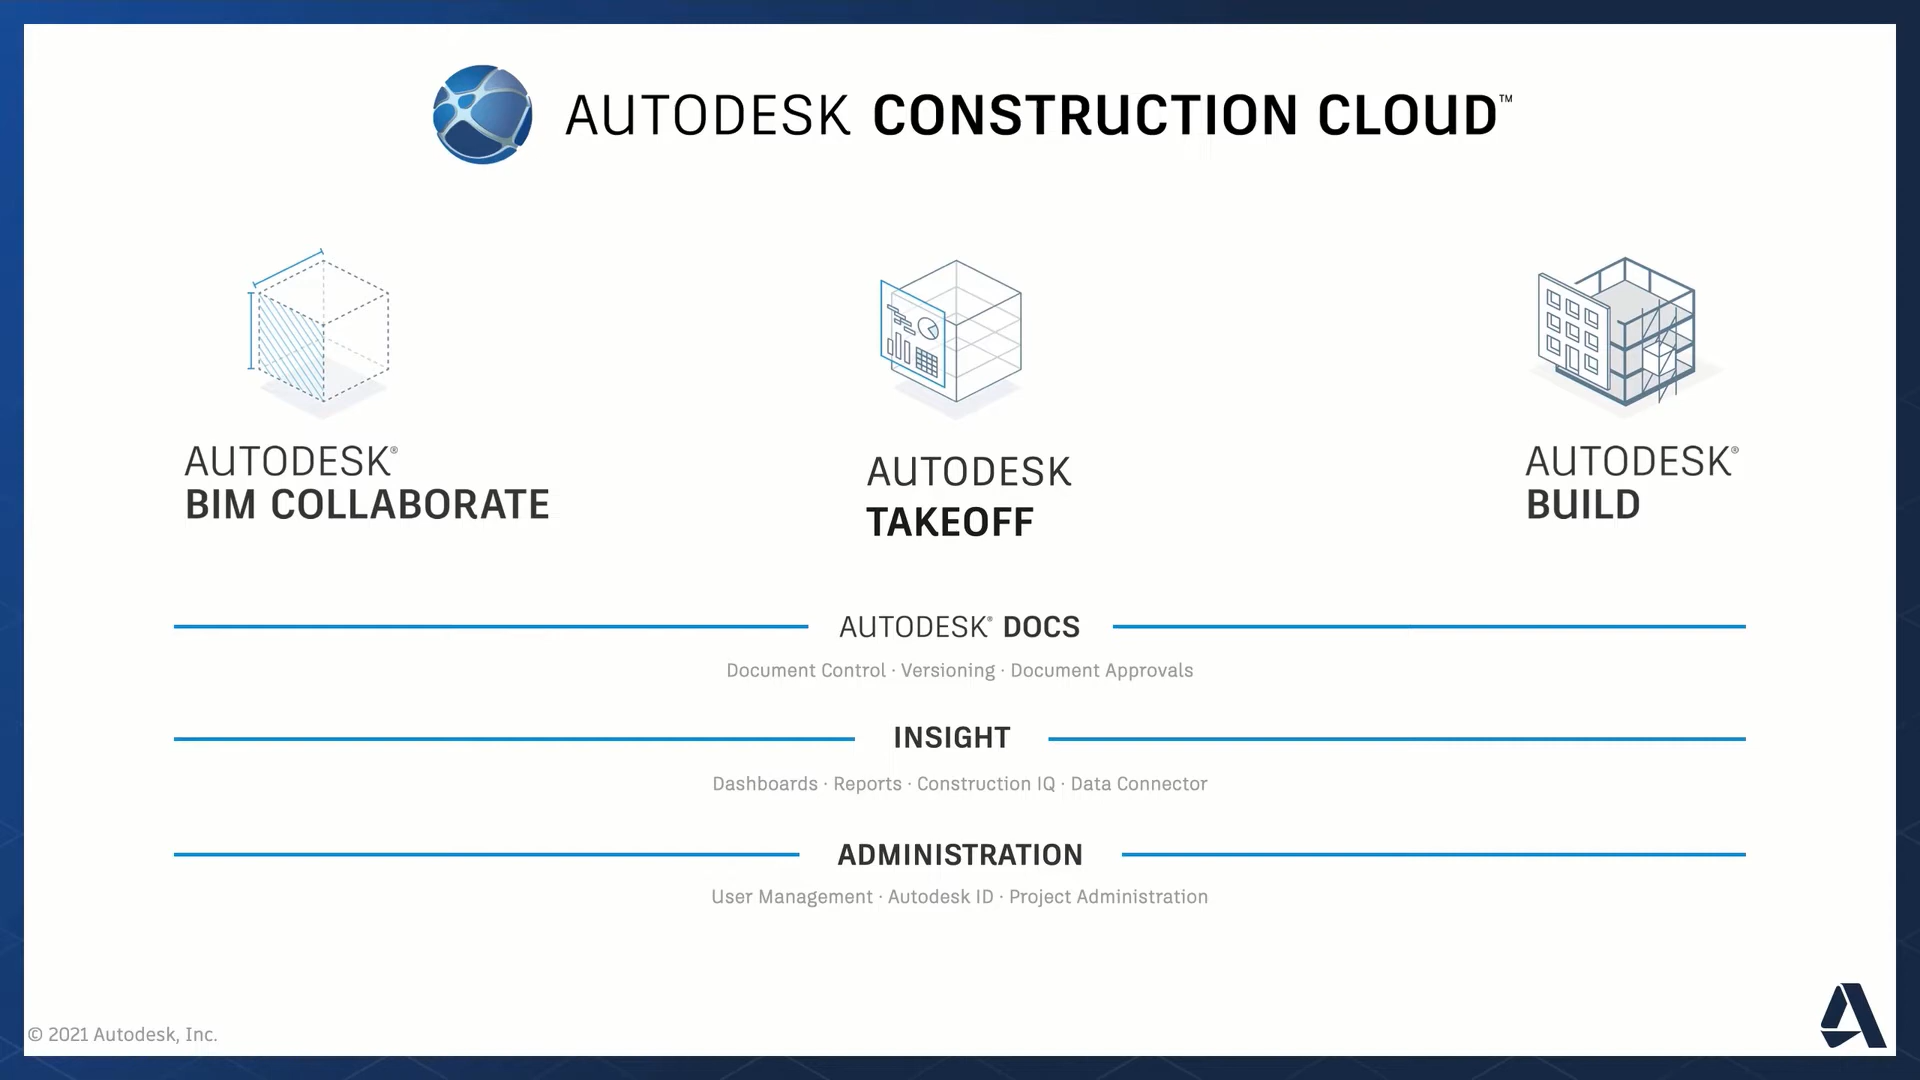 AUTODESK CONSTRUCTION CLOUD™
AUTODESK®
BIM COLLABORATE
AUTODESK
TAKEOFF
AUTODESK®
BUILD
AUTODESK® DOCS
Document Control · Versioning · Document Approvals
INSIGHT
Dashboards · Reports · Construction IQ · Data Connector
ADMINISTRATION
User Management · Autodesk ID · Project Administration
© 2021 Autodesk, Inc.